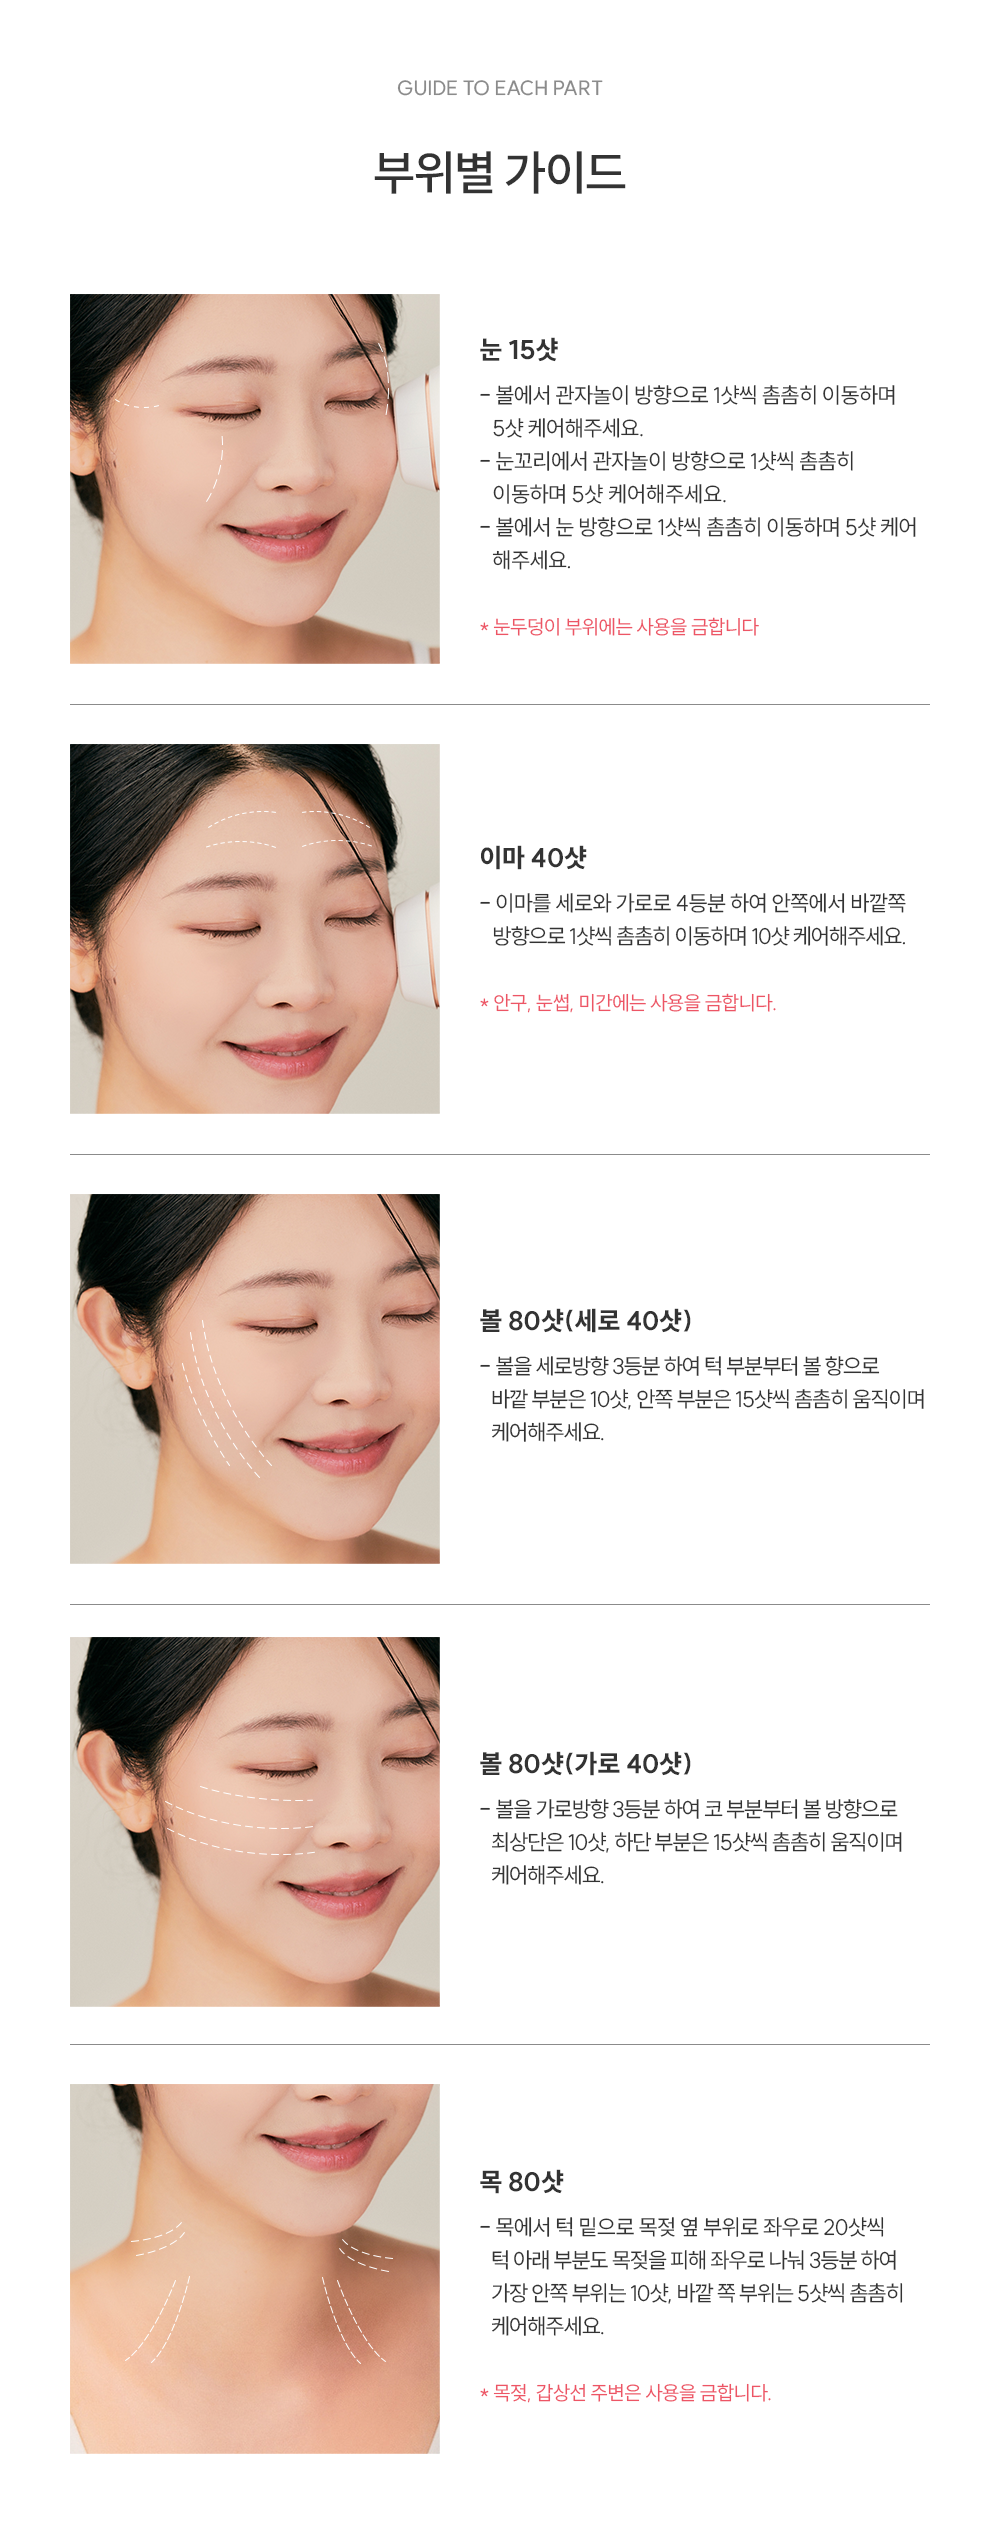 GUIDE TO EACH PART
부위별 가이드
눈 15샷
- 볼에서 관자놀이 방향으로 1샷씩 촘촘히 이동하며
5샷 케어해주세요.
- 눈꼬리에서 관자놀이 방향으로 1샷씩 촘촘히
이동하며 5샷 케어해주세요.
- 볼에서 눈 방향으로 1샷씩 촘촘히 이동하며 5샷 케어
해주세요.
* 눈두덩이 부위에는 사용을 금합니다
이마 40샷
- 이마를 세로와 가로로 4등분 하여 안쪽에서 바깥쪽
방향으로 1샷씩 촘촘히 이동하며 10샷 케어해주세요.
* 안구, 눈썹, 미간에는 사용을 금합니다.
볼 80샷(세로 40샷)
- 볼을 세로방향 3등분 하여 턱 부분부터 볼 향으로
바깥 부분은 10샷, 안쪽 부분은 15샷씩 촘촘히 움직이며
케어해주세요.
볼 80샷(가로 40샷)
- 볼을 가로방향 3등분 하여 코 부분부터 볼 방향으로
최상단은 10샷, 하단 부분은 15샷씩 촘촘히 움직이며
케어해주세요.
목 80샷
- 목에서 턱 밑으로 목젖 옆 부위로 좌우로 20샷씩
턱 아래 부분도 목젖을 피해 좌우로 나눠 3등분 하여
가장 안쪽 부위는 10샷, 바깥 쪽 부위는 5샷씩 촘촘히
케어해주세요.
* 목젖, 갑상선 주변은 사용을 금합니다.